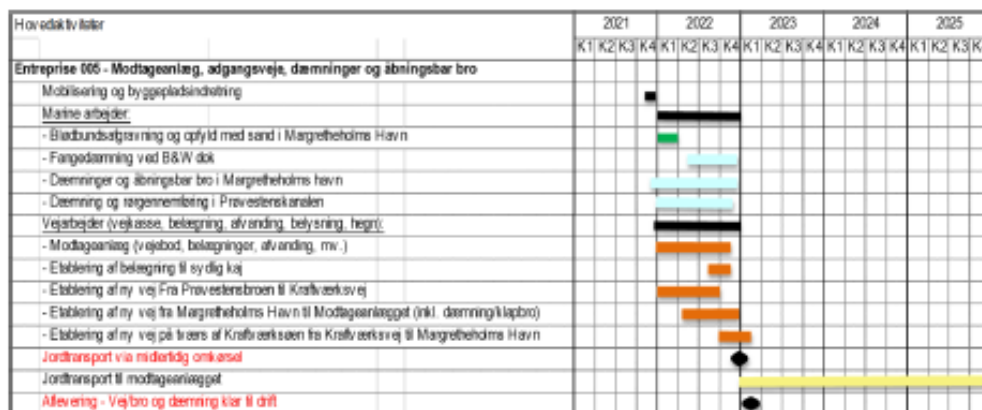 Hovedaktiviteter 2021 2022 2023 2024 2025
K1 K2 K3 K4 K1 K2 K3 K4 K1 K2 K3 K4 K1 K2 K3 K4 K1 K2 K3 K
Entreprise 005 - Modtageanlæg, adgangsveje, dæmninger og åbningsbar bro
Mobilisering og byggepladsindretning
Marine arbejder:
- Blødbundsafgravning og opfyld med sand i Margretheholms Havn
- Fangedæmning ved B&W dok
- Dæmninger og åbningsbar bro i Margretheholms havn
- Dæmning og rørgennemføring i Prøvestenskanalen
Vejarbejder (vejkasse, belægning, afvanding, belysning, hegn):
- Modtageanlæg (vejebod, belægninger, afvanding, mv.)
- Etablering af belægning til sydlig kaj
- Etablering af ny vej Fra Prøvestensbroen til Kraftværksvej
- Etablering af ny vej fra Margretheholms Havn til Modtageanlægget (inkl. dæmning/klapbro)
- Etablering af ny vej på tværs af Kraftværksøen fra Kraftværksvej til Margretheholms Havn
Jordtransport via midlertidig omkørsel
Jordtransport til modtageanlægget
Aflevering - Vej/bro og dæmning klar til drift